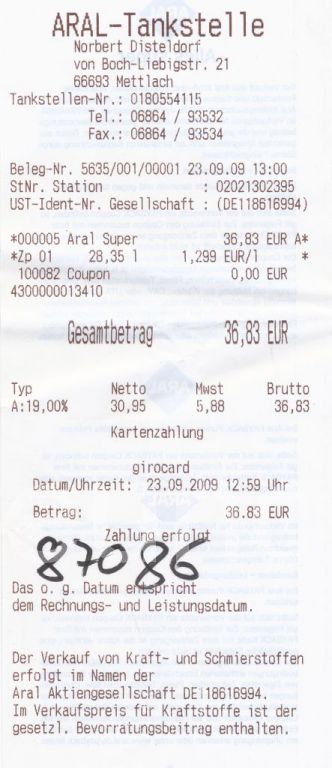 ARAL-Tankstelle
Norbert Disteldorf
von Boch-Liebigstr. 21
66693 Mettlach
Tankstellen-Nr.: 0180554115
Tel.: 06864 / 93532
Fax.: 06864 / 93534
Beleg-Nr. 5635/001/00001 23.09.09 13:00
StNr. Station : 02021302395
UST-Ident-Nr. Gesellschaft : (DE118616994)
*000005 Aral Super 36,83 EUR A*
*Zp 01 28,35 l 1,299 EUR/l *
100082 Coupon 0,00 EUR
4300000013410
Gesamtbetrag 36,83 EUR
Typ Netto Mwst Brutto
A:19,00% 30,95 5,88 36,83
Kartenzahlung
girocard
Datum/Uhrzeit: 23.09.2009 12:59 Uhr
Betrag: 36.83 EUR
Zahlung erfolgt
87086
Das o. g. Datum entspricht
dem Rechnungs- und Leistungsdatum.
Der Verkauf von Kraft- und Schmierstoffen
erfolgt im Namen der
Aral Aktiengesellschaft DE118616994.
Im Verkaufspreis für Kraftstoffe ist der
gesetzl. Bevorratungsbeitrag enthalten.